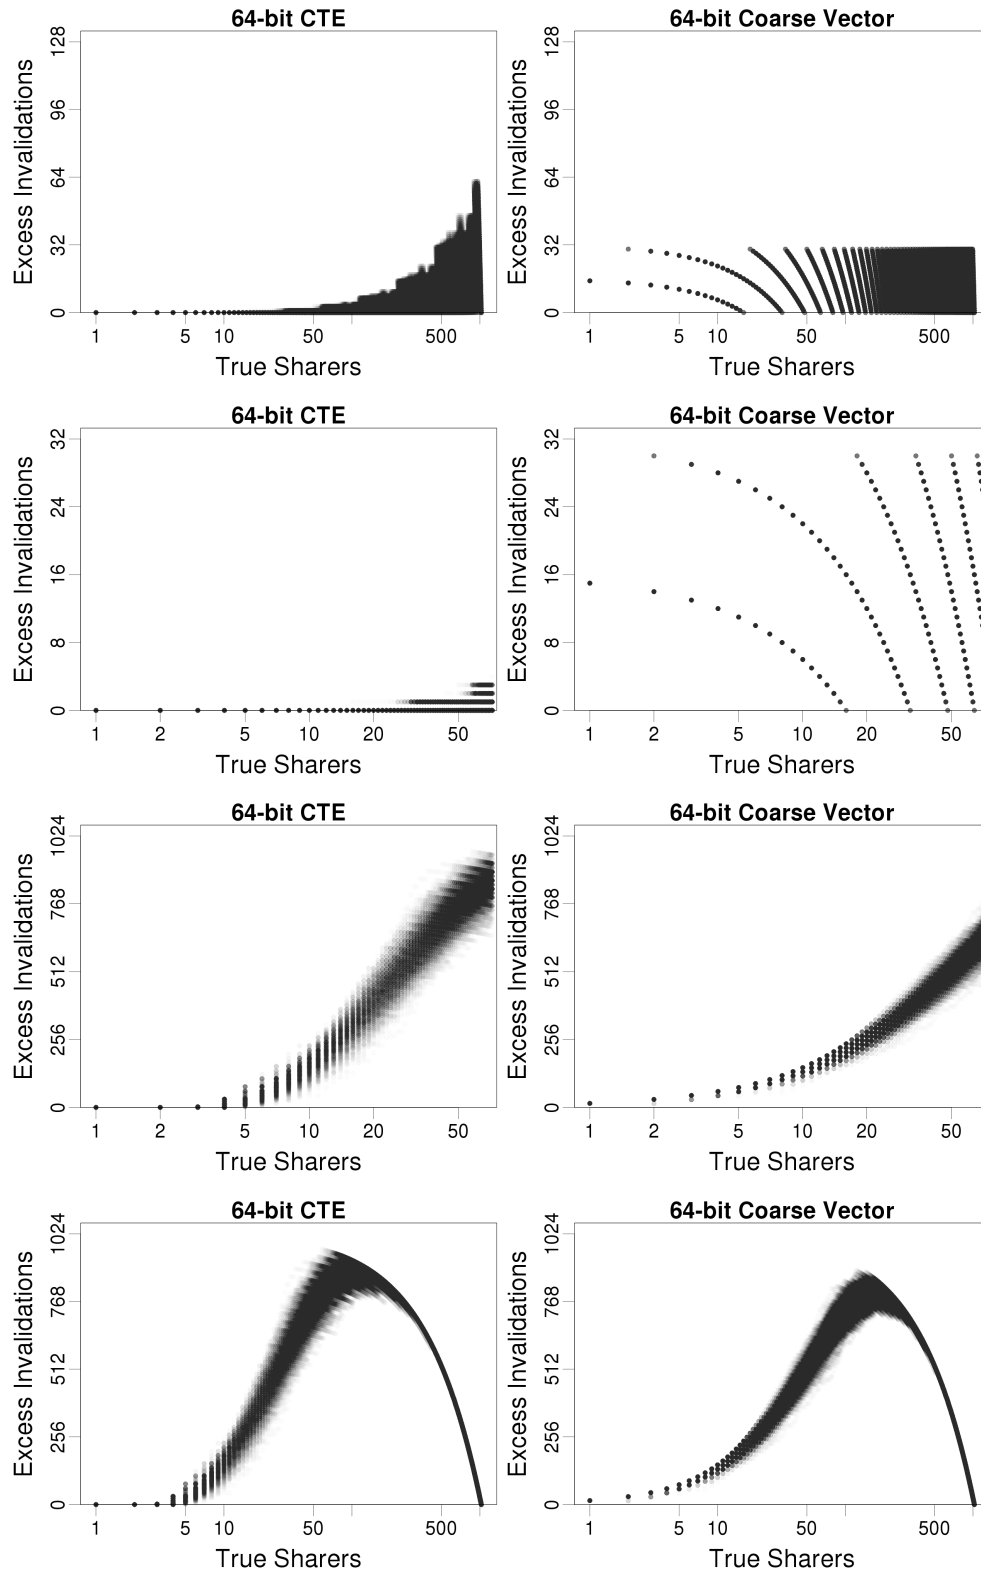 64-bit CTE
64-bit Coarse Vector
Excess Invalidations
0 32 64 96 128
1 5 10 50 500
True Sharers
Excess Invalidations
0 32 64 96 128
1 5 10 50 500
True Sharers
64-bit CTE
64-bit Coarse Vector
Excess Invalidations
0 8 16 24 32
1 2 5 10 20 50
True Sharers
Excess Invalidations
0 8 16 24 32
1 2 5 10 20 50
True Sharers
64-bit CTE
64-bit Coarse Vector
Excess Invalidations
0 256 512 768 1024
1 2 5 10 20 50
True Sharers
Excess Invalidations
0 256 512 768 1024
1 2 5 10 20 50
True Sharers
64-bit CTE
64-bit Coarse Vector
Excess Invalidations
0 256 512 768 1024
1 5 10 50 500
True Sharers
Excess Invalidations
0 256 512 768 1024
1 5 10 50 500
True Sharers